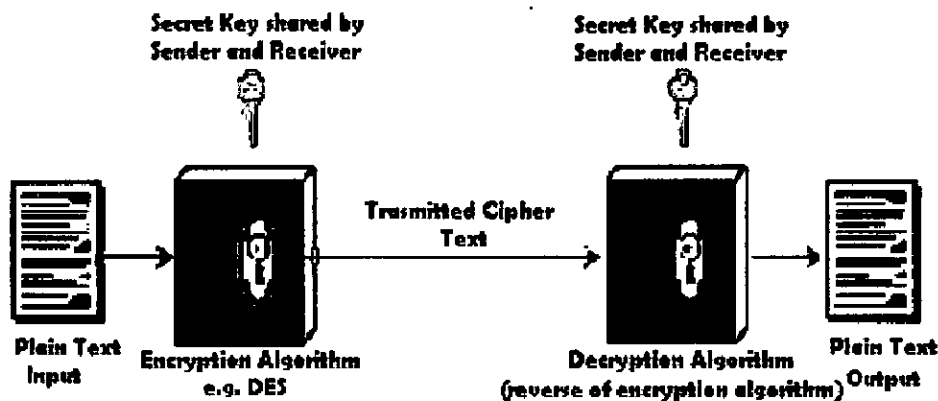 Secret Key shared by
Sender and Receiver
Secret Key shared by
Sender and Receiver
Trasmitted Cipher
Text
Plain Text
Input
Encryption Algorithm
e.g. DES
Decryption Algorithm
(reverse of encryption algorithm)
Plain Text
Output